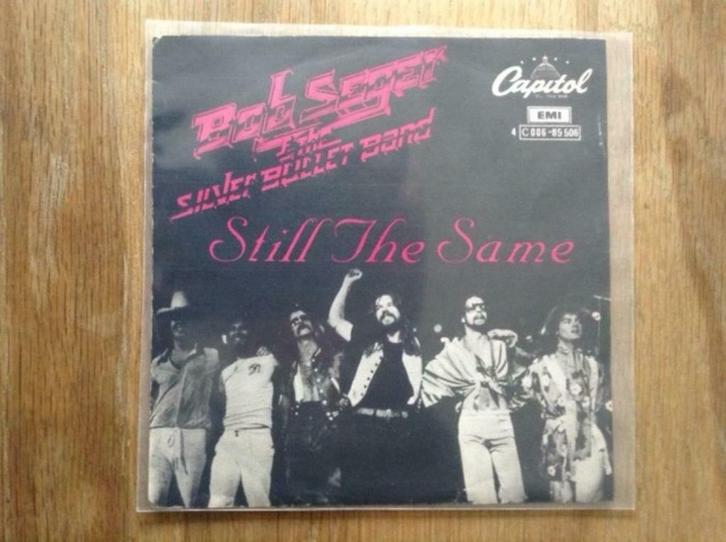 Bob Seger
& the
Silver Bullet Band
Capitol
EMI
4 C 006-85 506
Still The Same